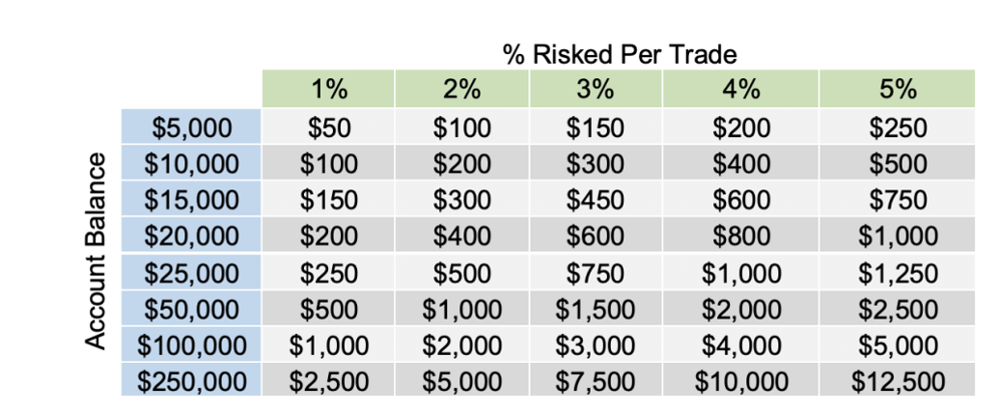 % Risked Per Trade
1% 2% 3% 4% 5%
Account Balance
$5,000 $50 $100 $150 $200 $250
$10,000 $100 $200 $300 $400 $500
$15,000 $150 $300 $450 $600 $750
$20,000 $200 $400 $600 $800 $1,000
$25,000 $250 $500 $750 $1,000 $1,250
$50,000 $500 $1,000 $1,500 $2,000 $2,500
$100,000 $1,000 $2,000 $3,000 $4,000 $5,000
$250,000 $2,500 $5,000 $7,500 $10,000 $12,500